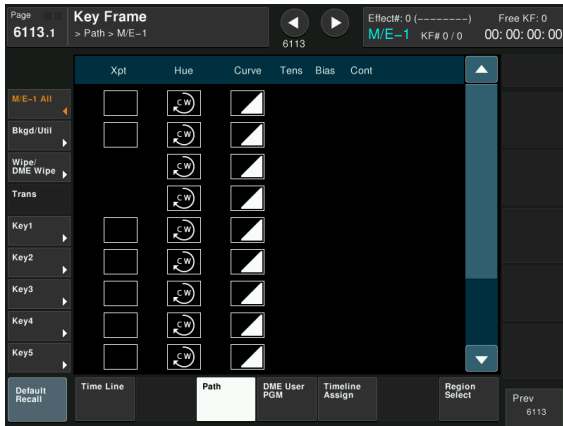 Page
6113.1
Key Frame
> Path > M/E-1
6113
Effect#: 0 (--------)
M/E-1 KF# 0 / 0
Free KF: 0
00: 00: 00: 00
Xpt Hue Curve Tens Bias Cont
M/E-1 All
CW
Bkgd/Util
CW
Wipe/
DME Wipe
CW
Trans
CW
Key1
CW
Key2
CW
Key3
CW
Key4
CW
Key5
CW
Default
Recall
Time Line
Path
DME User
PGM
Timeline
Assign
Region
Select
Prev
6113